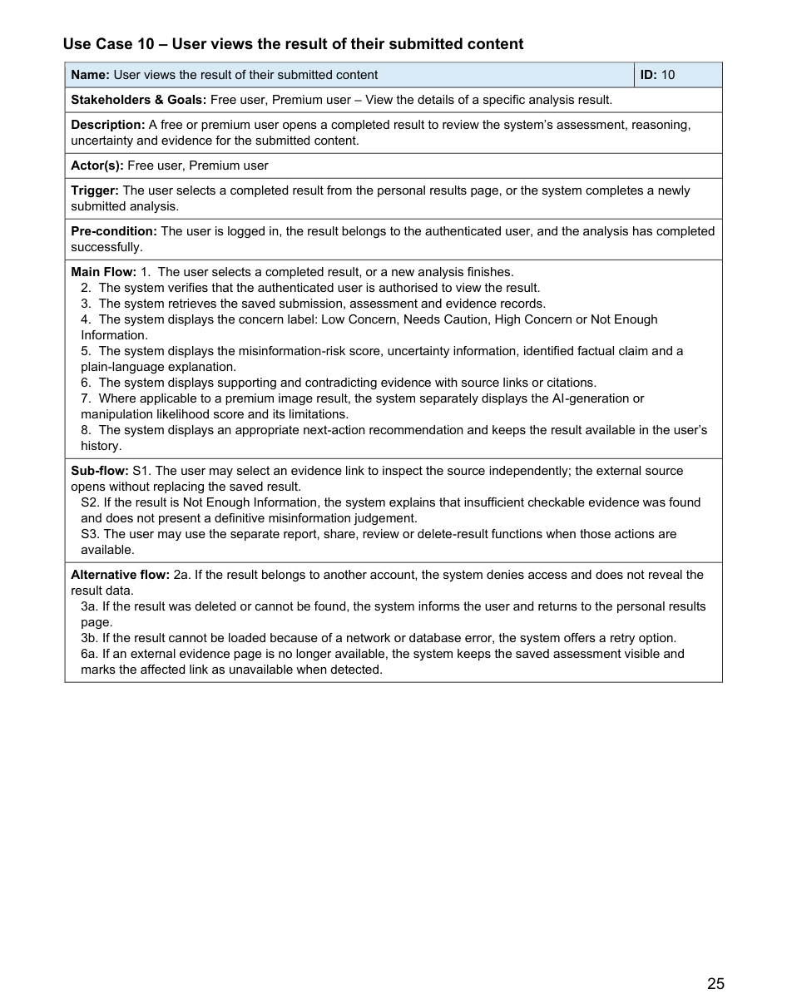 Use Case 10 – User views the result of their submitted content
Name: User views the result of their submitted content ID: 10
Stakeholders & Goals: Free user, Premium user – View the details of a specific analysis result.
Description: A free or premium user opens a completed result to review the system’s assessment, reasoning,
uncertainty and evidence for the submitted content.
Actor(s): Free user, Premium user
Trigger: The user selects a completed result from the personal results page, or the system completes a newly
submitted analysis.
Pre-condition: The user is logged in, the result belongs to the authenticated user, and the analysis has completed
successfully.
Main Flow: 1. The user selects a completed result, or a new analysis finishes.
2. The system verifies that the authenticated user is authorised to view the result.
3. The system retrieves the saved submission, assessment and evidence records.
4. The system displays the concern label: Low Concern, Needs Caution, High Concern or Not Enough
Information.
5. The system displays the misinformation-risk score, uncertainty information, identified factual claim and a
plain-language explanation.
6. The system displays supporting and contradicting evidence with source links or citations.
7. Where applicable to a premium image result, the system separately displays the AI-generation or
manipulation likelihood score and its limitations.
8. The system displays an appropriate next-action recommendation and keeps the result available in the user’s
history.
Sub-flow: S1. The user may select an evidence link to inspect the source independently; the external source
opens without replacing the saved result.
S2. If the result is Not Enough Information, the system explains that insufficient checkable evidence was found
and does not present a definitive misinformation judgement.
S3. The user may use the separate report, share, review or delete-result functions when those actions are
available.
Alternative flow: 2a. If the result belongs to another account, the system denies access and does not reveal the
result data.
3a. If the result was deleted or cannot be found, the system informs the user and returns to the personal results
page.
3b. If the result cannot be loaded because of a network or database error, the system offers a retry option.
6a. If an external evidence page is no longer available, the system keeps the saved assessment visible and
marks the affected link as unavailable when detected.
25